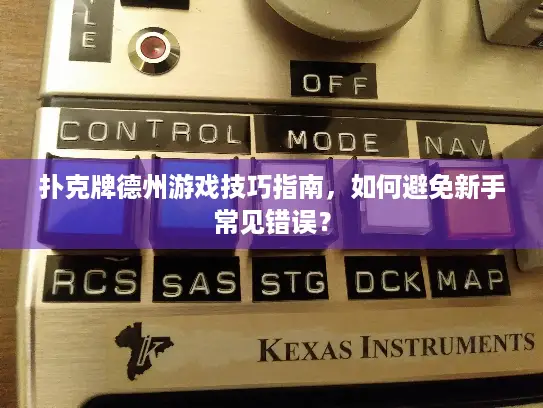 YLE
OFF
CONTROL MODE NAV
扑克牌德州游戏技巧指南，如何避免新手
常见错误？
RCS SAS STG DCK MAP
K KEXAS INSTRUMENTS